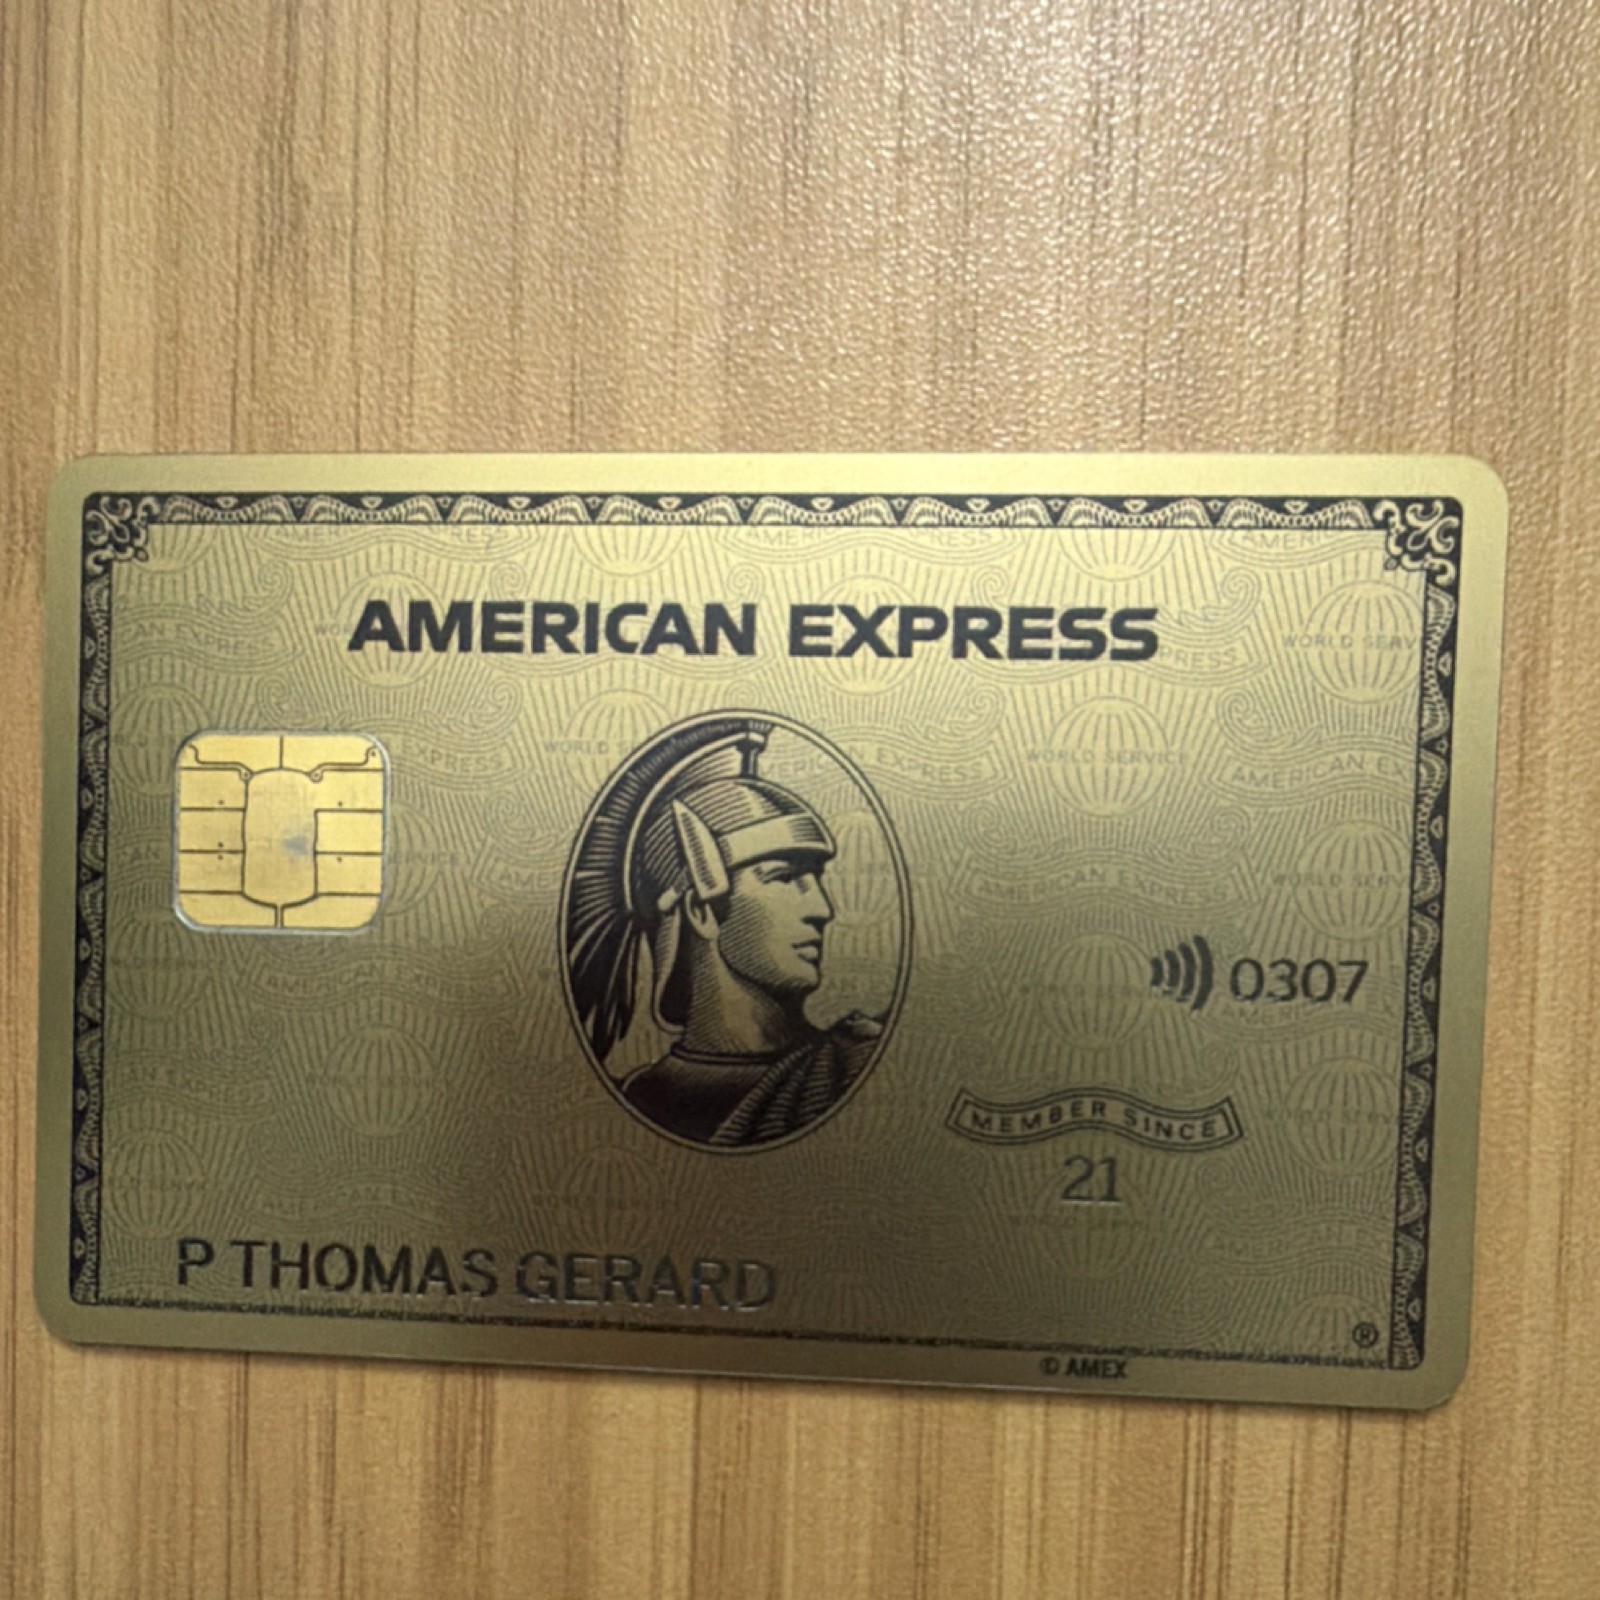 AMERICAN EXPRESS
0307
MEMBER SINCE
21
P THOMAS GERARD
®
© AMEX